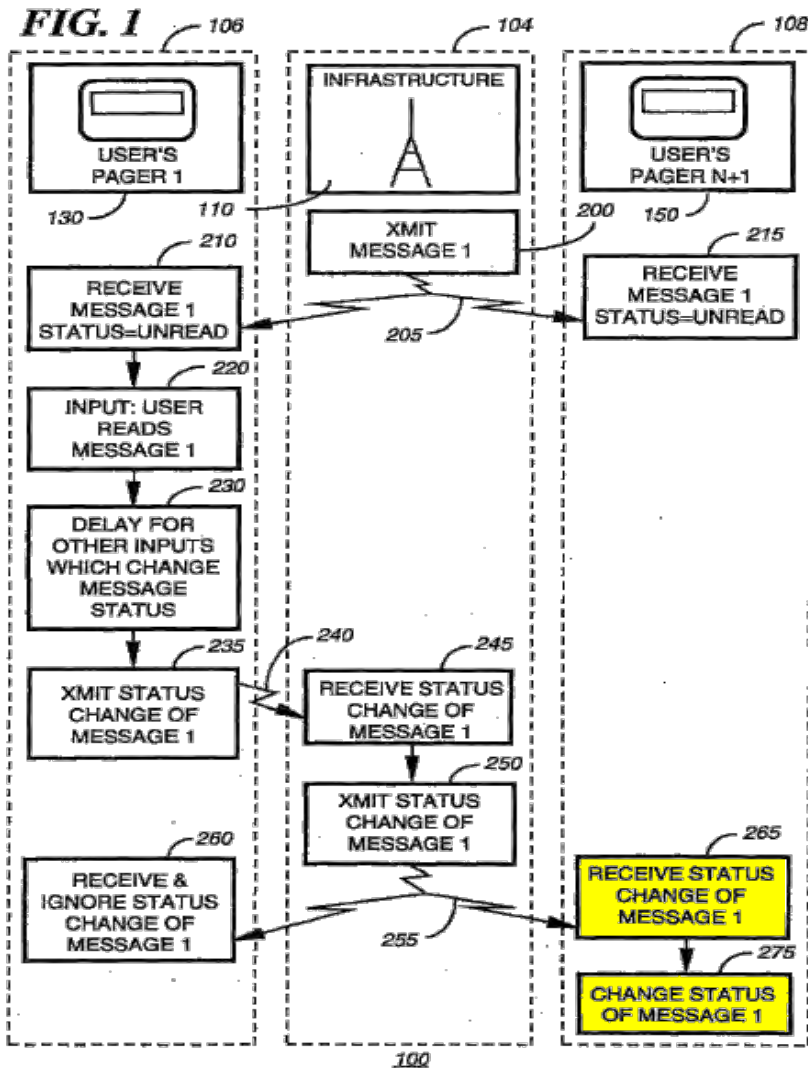 FIG. 1
106
104
108
USER'S
PAGER 1
130
INFRASTRUCTURE
110
USER'S
PAGER N+1
150
XMIT
MESSAGE 1
200
210
RECEIVE
MESSAGE 1
STATUS=UNREAD
205
215
RECEIVE
MESSAGE 1
STATUS=UNREAD
220
INPUT: USER
READS
MESSAGE 1
230
DELAY FOR
OTHER INPUTS
WHICH CHANGE
MESSAGE
STATUS
235
XMIT STATUS
CHANGE OF
MESSAGE 1
240
245
RECEIVE STATUS
CHANGE OF
MESSAGE 1
250
XMIT STATUS
CHANGE OF
MESSAGE 1
255
260
RECEIVE &
IGNORE STATUS
CHANGE OF
MESSAGE 1
265
RECEIVE STATUS
CHANGE OF
MESSAGE 1
275
CHANGE STATUS
OF MESSAGE 1
100